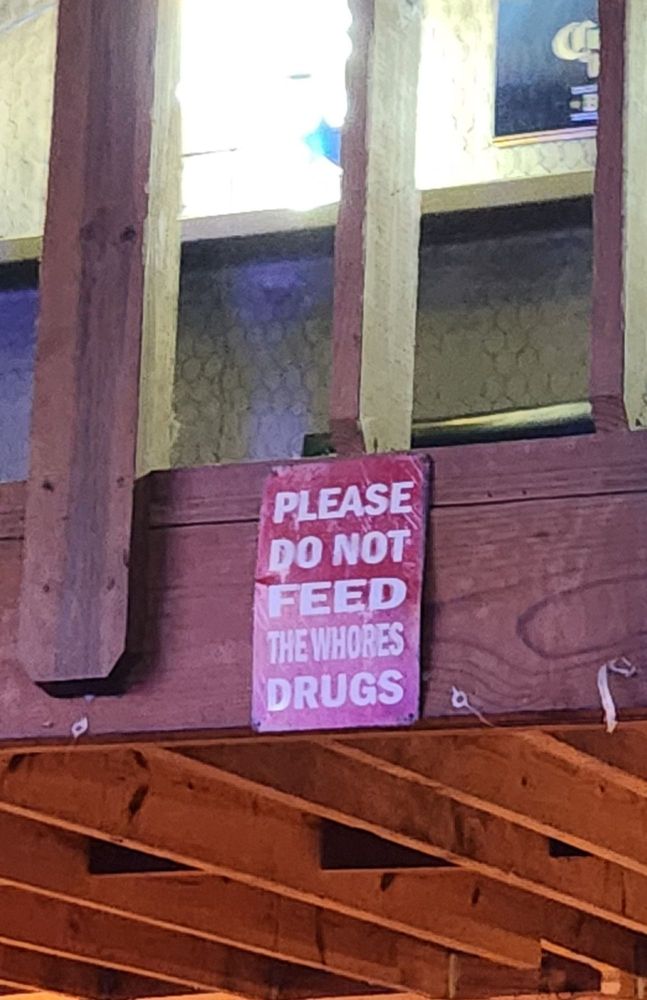 PLEASE
DO NOT
FEED
THE WHORES
DRUGS